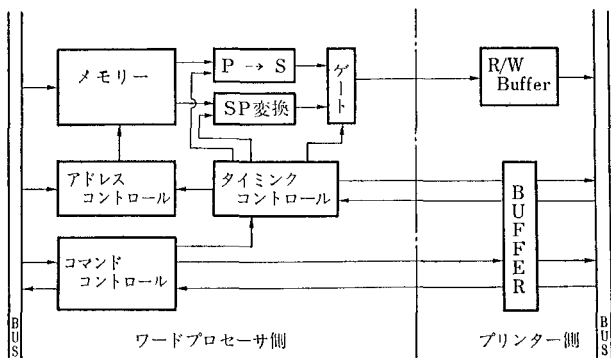 メモリー
P → S
SP変換
ゲート
R/W
Buffer
アドレス
コントロール
タイミンク
コントロール
BUFFER
コマンド
コントロール
BUS
ワードプロセーサ側
プリンター側
BUS